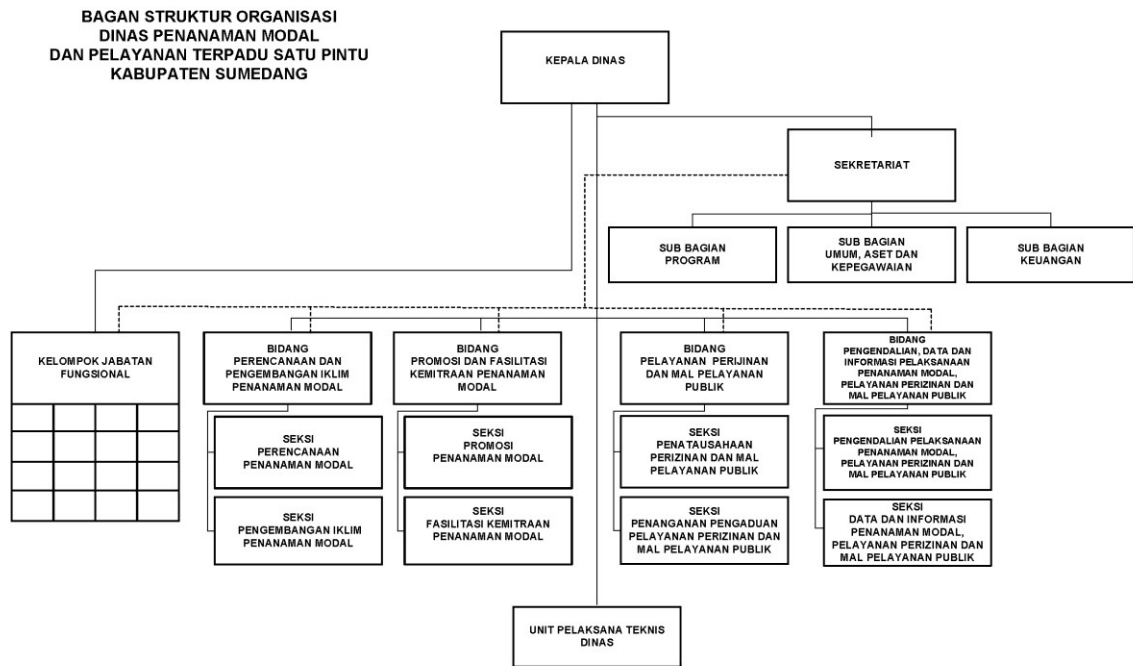 BAGAN STRUKTUR ORGANISASI
DINAS PENANAMAN MODAL
DAN PELAYANAN TERPADU SATU PINTU
KABUPATEN SUMEDANG
KEPALA DINAS
SEKRETARIAT
SUB BAGIAN
PROGRAM
SUB BAGIAN
UMUM, ASET DAN
KEPEGAWAIAN
SUB BAGIAN
KEUANGAN
KELOMPOK JABATAN
FUNGSIONAL
BIDANG
PERENCANAAN DAN
PENGEMBANGAN IKLIM
PENANAMAN MODAL
SEKSI
PERENCANAAN
PENANAMAN MODAL
SEKSI
PENGEMBANGAN IKLIM
PENANAMAN MODAL
BIDANG
PROMOSI DAN FASILITASI
KEMITRAAN PENANAMAN
MODAL
SEKSI
PROMOSI
PENANAMAN MODAL
SEKSI
FASILITASI KEMITRAAN
PENANAMAN MODAL
BIDANG
PELAYANAN PERIJINAN
DAN MAL PELAYANAN
PUBLIK
SEKSI
PENATAUSAHAAN
PERIZINAN DAN MAL
PELAYANAN PUBLIK
SEKSI
PENANGANAN PENGADUAN
PELAYANAN PERIZINAN DAN
MAL PELAYANAN PUBLIK
BIDANG
PENGENDALIAN, DATA DAN
INFORMASI PELAKSANAAN
PENANAMAN MODAL,
PELAYANAN PERIZINAN DAN
MAL PELAYANAN PUBLIK
SEKSI
PENGENDALIAN PELAKSANAAN
PENANAMAN MODAL,
PELAYANAN PERIZINAN DAN
MAL PELAYANAN PUBLIK
SEKSI
DATA DAN INFORMASI
PENANAMAN MODAL,
PELAYANAN PERIZINAN DAN
MAL PELAYANAN PUBLIK
UNIT PELAKSANA TEKNIS
DINAS